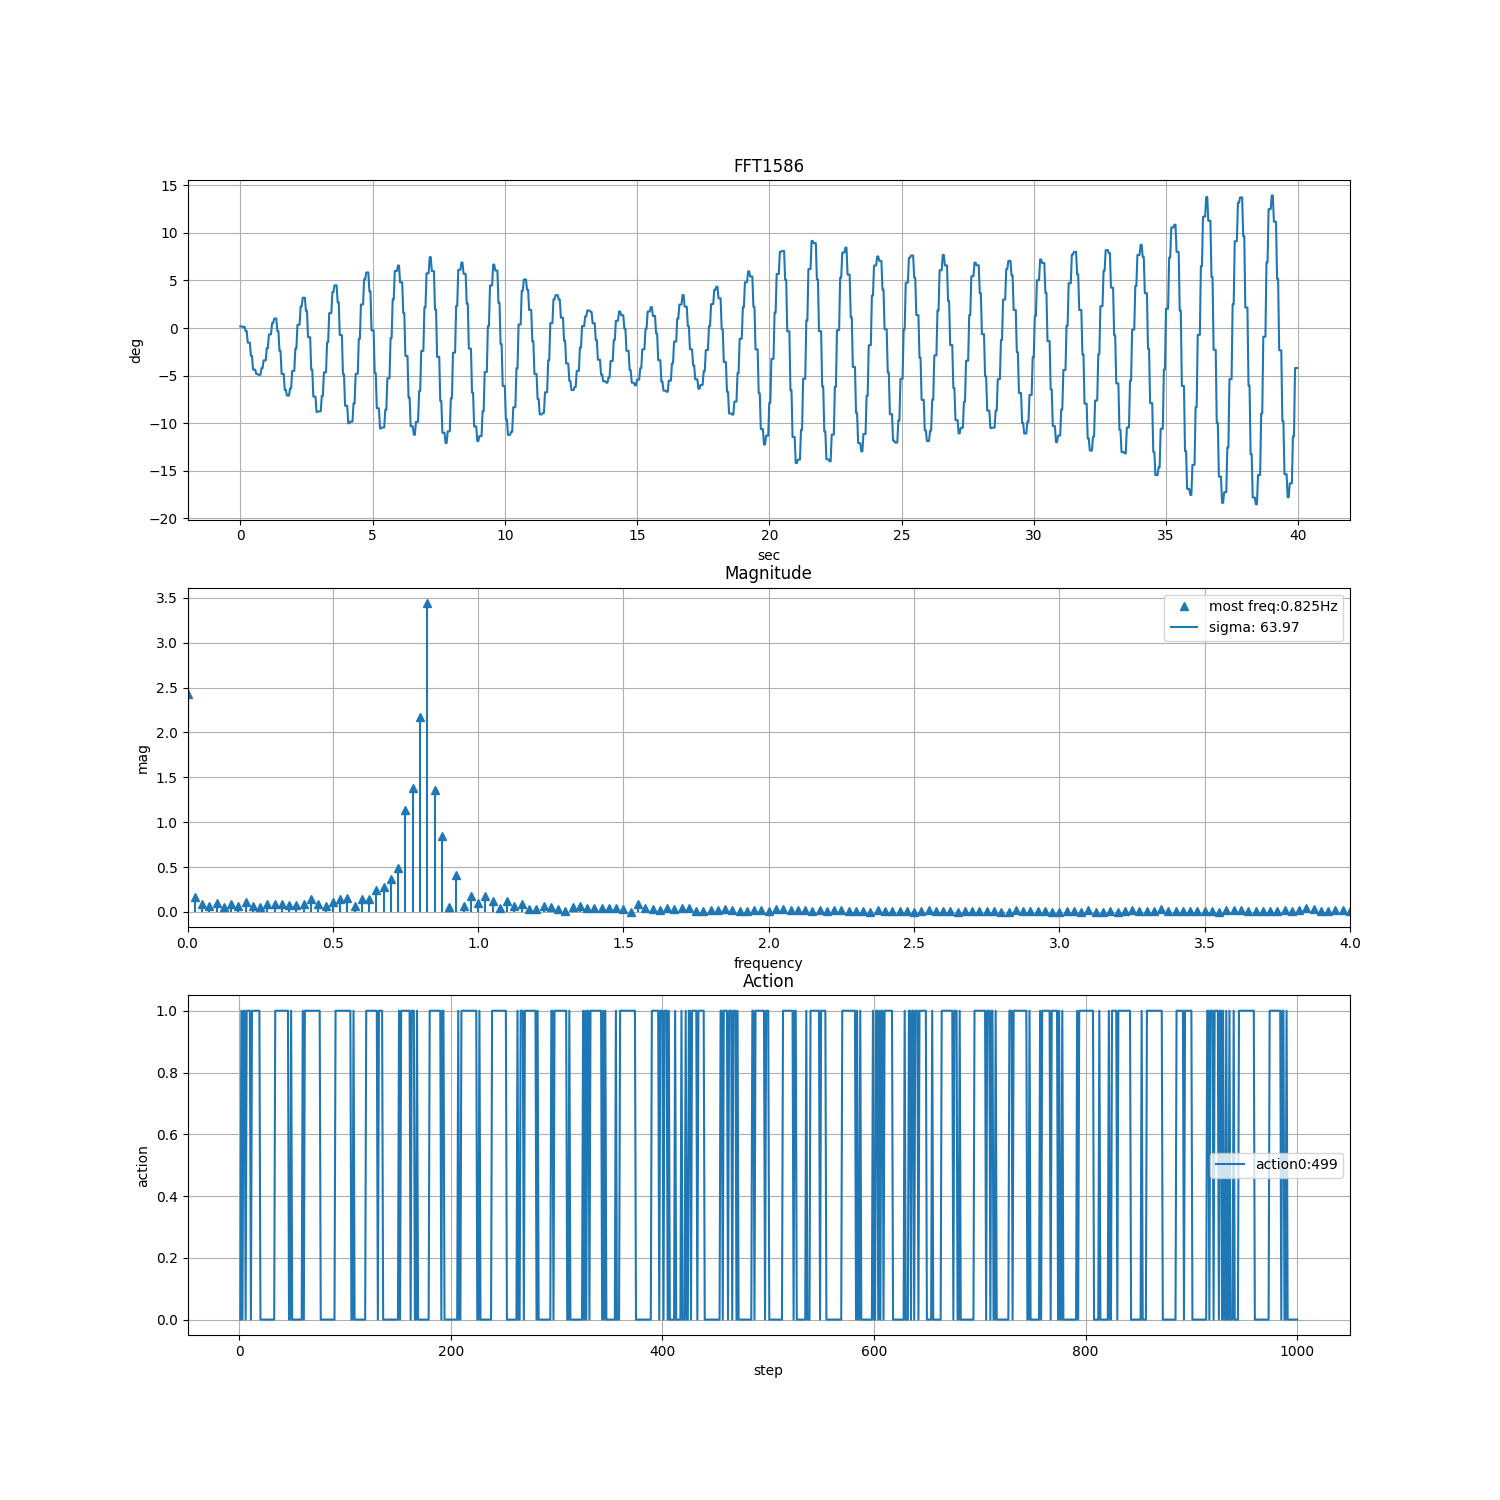 FFT1586
15
10
5
0
−5
−10
−15
−20
deg
0 5 10 15 20 25 30 35 40
sec
Magnitude
3.5
3.0
2.5
2.0
1.5
1.0
0.5
0.0
mag
most freq:0.825Hz
sigma: 63.97
0.0 0.5 1.0 1.5 2.0 2.5 3.0 3.5 4.0
frequency
Action
1.0
0.8
0.6
0.4
0.2
0.0
action
action0:499
0 200 400 600 800 1000
step